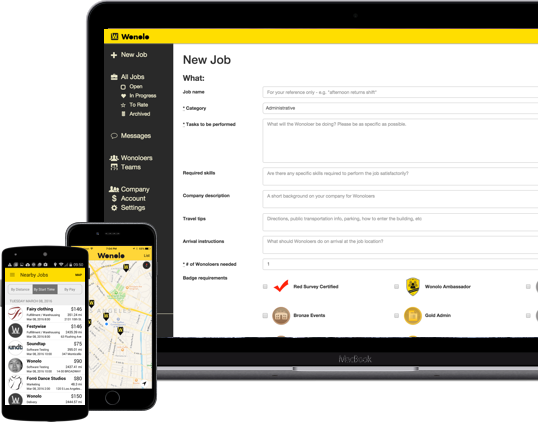 Wonolo
New Job
All Jobs
Open
In Progress
To Rate
Archived
Messages
Wonoloers
Teams
Company
Account
Settings
New Job
What:
Job name
For your reference only - e.g. "afternoon returns shift"
* Category
Administrative
* Tasks to be performed
What will the Wonoloer be doing? Please be as specific as possible.
Required skills
Are there any specific skills required to perform the job satisfactorily?
Company description
A short background on your company for Wonoloers
Travel tips
Directions, public transportation info, parking, how to enter the building, etc
Arrival instructions
What should Wonoloers do on arrival at the job location?
* # of Wonoloers needed
1
Badge requirements
Red Survey Certified
Wonolo Ambassador
Bronze Events
Gold Admin
MacBook
Wonolo
List
Nearby Jobs
MAP
By Distance
By Start Time
By Pay
TUESDAY MARCH 08, 2016
Fairy clothing
$146
Festywise
$146
Soundtap
$75
Wonolo
$90
Forró Dance Studios
$80
Wonolo
$150